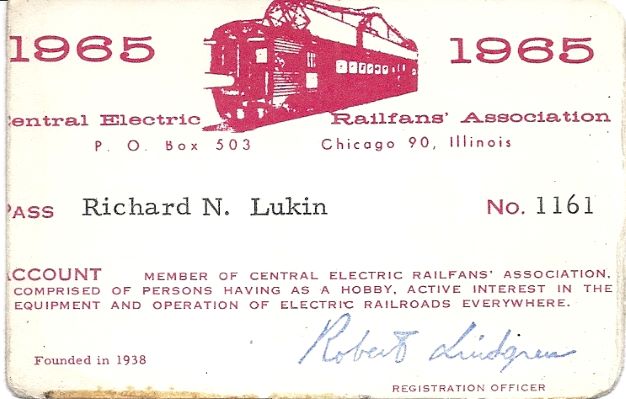 1965 1965
entral Electric Railfans' Association
P. O. Box 503 Chicago 90, Illinois
PASS Richard N. Lukin No. 1161
ACCOUNT MEMBER OF CENTRAL ELECTRIC RAILFANS' ASSOCIATION,
COMPRISED OF PERSONS HAVING AS A HOBBY, ACTIVE INTEREST IN THE
EQUIPMENT AND OPERATION OF ELECTRIC RAILROADS EVERYWHERE.
Robert Lindgren
Founded in 1938
REGISTRATION OFFICER